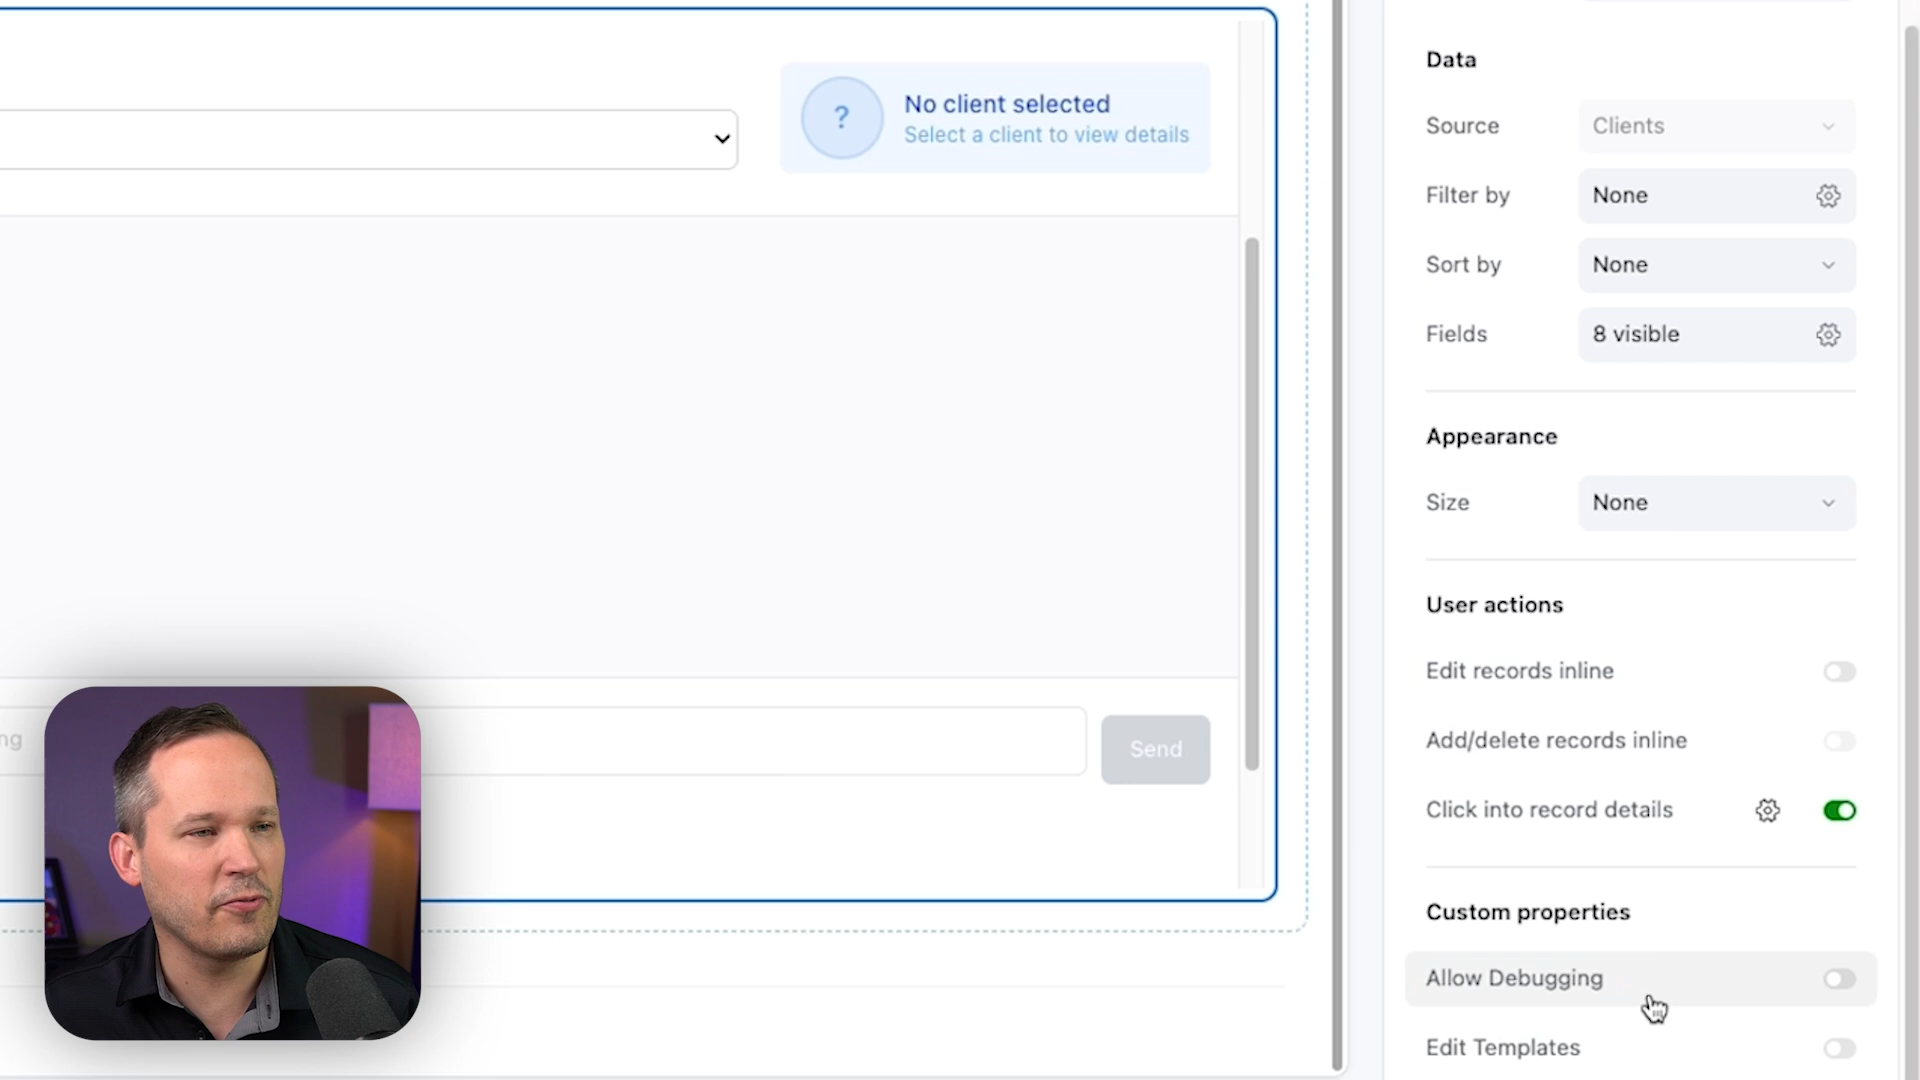 No client selected
Select a client to view details
ng
Send
Data
Source
Clients
Filter by
None
Sort by
None
Fields
8 visible
Appearance
Size
None
User actions
Edit records inline
Add/delete records inline
Click into record details
Custom properties
Allow Debugging
Edit Templates
?